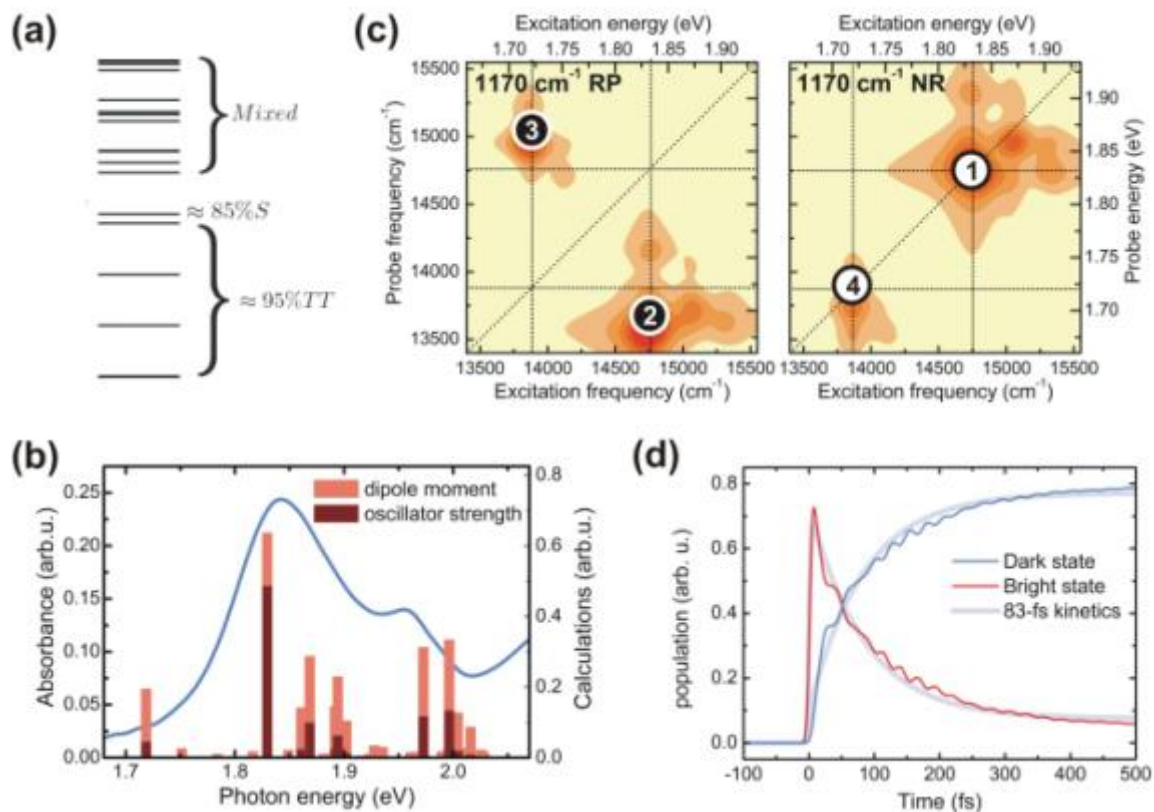 (a)
Mixed
≈ 85%S
≈ 95%TT
(c)
Excitation energy (eV)
1.70 1.75 1.80 1.85 1.90
1170 cm⁻¹ RP
15500
15000
14500
14000
13500
Probe frequency (cm⁻¹)
3
2
13500 14000 14500 15000 15500
Excitation frequency (cm⁻¹)
Excitation energy (eV)
1.70 1.75 1.80 1.85 1.90
1170 cm⁻¹ NR
1
4
1.90
1.85
1.80
1.75
1.70
Probe energy (eV)
13500 14000 14500 15000 15500
Excitation frequency (cm⁻¹)
(b)
Absorbance (arb.u.)
0.25
0.20
0.15
0.10
0.05
0.00
dipole moment
oscillator strength
0.8
0.6
0.4
0.2
0.0
Calculations (arb.u.)
1.7 1.8 1.9 2.0
Photon energy (eV)
(d)
population (arb. u.)
0.8
0.6
0.4
0.2
0.0
Dark state
Bright state
83-fs kinetics
-100 0 100 200 300 400 500
Time (fs)